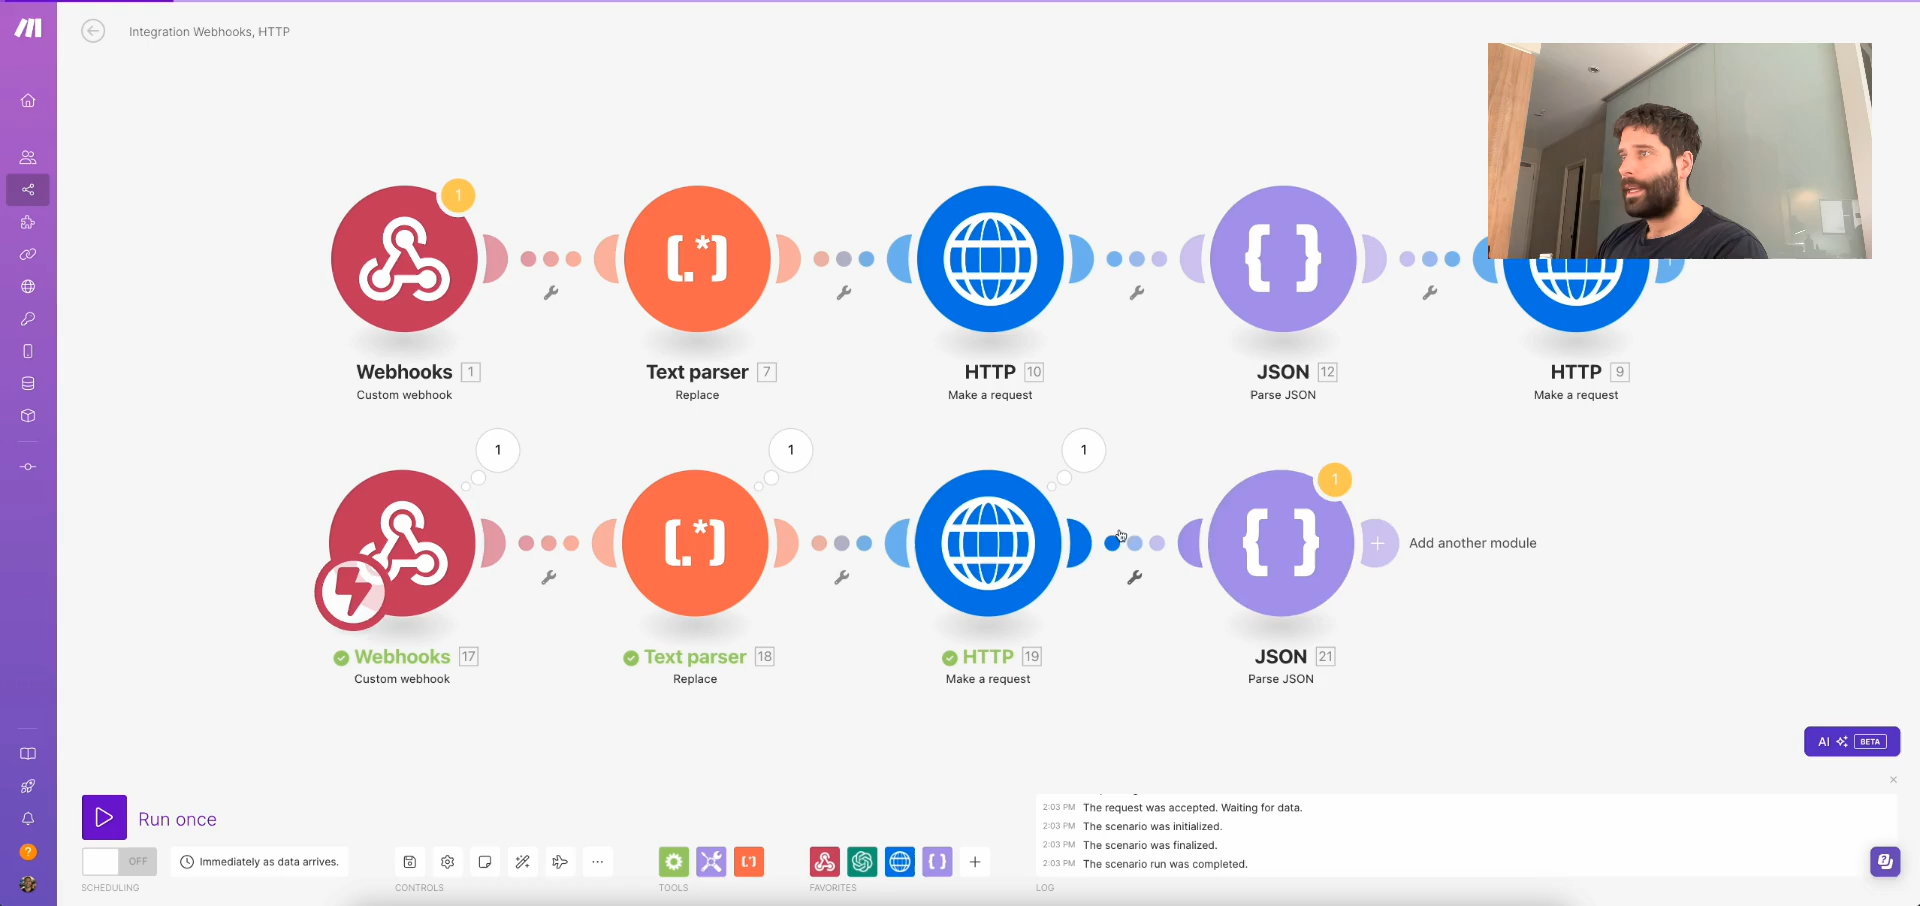 Integration Webhooks, HTTP
1
Webhooks 1
Custom webhook
Text parser 7
Replace
HTTP 10
Make a request
JSON 12
Parse JSON
HTTP 9
Make a request
1
1
1
1
Add another module
Webhooks 17
Custom webhook
Text parser 18
Replace
HTTP 19
Make a request
JSON 21
Parse JSON
AI BETA
Run once
OFF
Immediately as data arrives.
SCHEDULING
CONTROLS
TOOLS
FAVORITES
2:03 PM The request was accepted. Waiting for data.
2:03 PM The scenario was initialized.
2:03 PM The scenario was finalized.
2:03 PM The scenario run was completed.
LOG